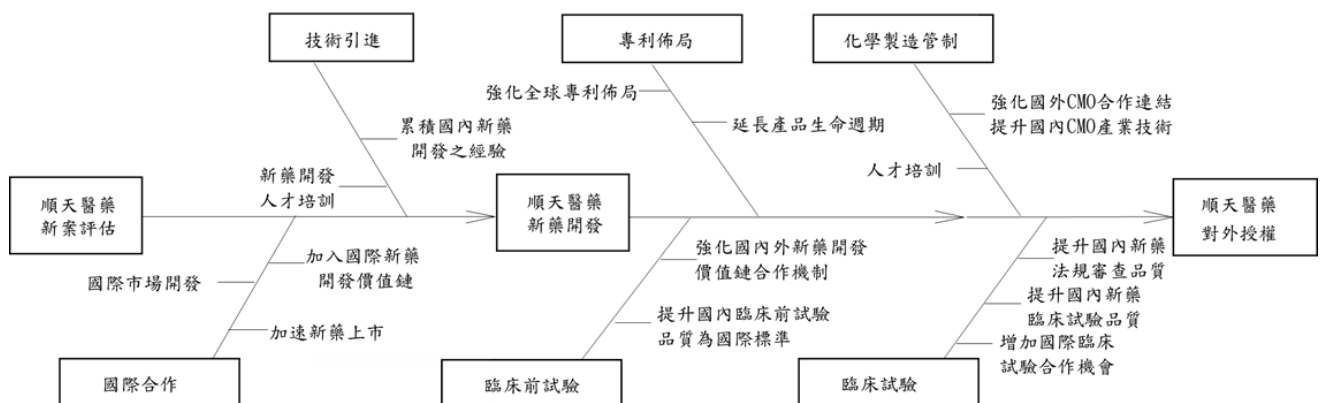 技術引進
專利佈局
化學製造管制
強化全球專利佈局
強化國外CMO合作連結
提升國內CMO產業技術
累積國內新藥
開發之經驗
延長產品生命週期
新藥開發
人才培訓
人才培訓
順天醫藥
新案評估
順天醫藥
新藥開發
順天醫藥
對外授權
加入國際新藥
開發價值鏈
國際市場開發
加速新藥上市
強化國內外新藥開發
價值鏈合作機制
提升國內臨床前試驗
品質為國際標準
提升國內新藥
法規審查品質
提升國內新藥
臨床試驗品質
增加國際臨床
試驗合作機會
國際合作
臨床前試驗
臨床試驗